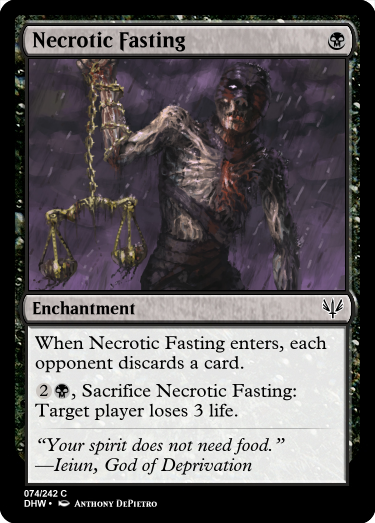 Necrotic Fasting
Enchantment
When Necrotic Fasting enters, each
opponent discards a card.
2, Sacrifice Necrotic Fasting:
Target player loses 3 life.
“Your spirit does not need food.”
—Ieiun, God of Deprivation
074/242 C
DHW • Anthony DePietro